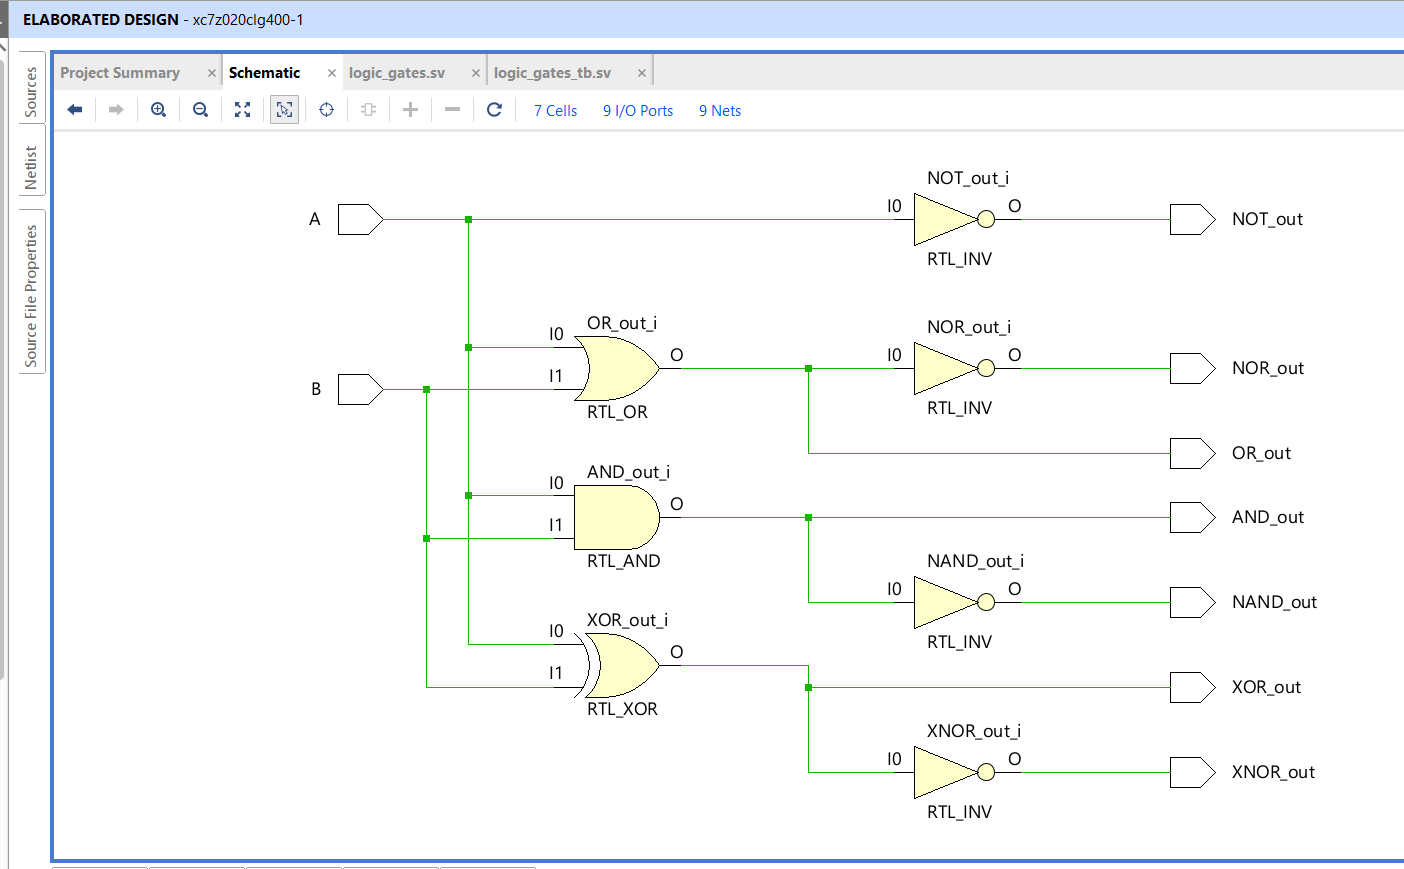 ELABORATED DESIGN - xc7z020clg400-1
Sources
Netlist
Source File Properties
Project Summary × Schematic × logic_gates.sv × logic_gates_tb.sv ×
7 Cells 9 I/O Ports 9 Nets
NOT_out_i
A I0 O NOT_out
RTL_INV
OR_out_i NOR_out_i
I0 O I0 O NOR_out
B I1
RTL_OR RTL_INV
OR_out
AND_out_i
I0 O AND_out
I1
RTL_AND NAND_out_i
I0 O NAND_out
XOR_out_i RTL_INV
I0 O
I1 XOR_out
RTL_XOR XNOR_out_i
I0 O XNOR_out
RTL_INV